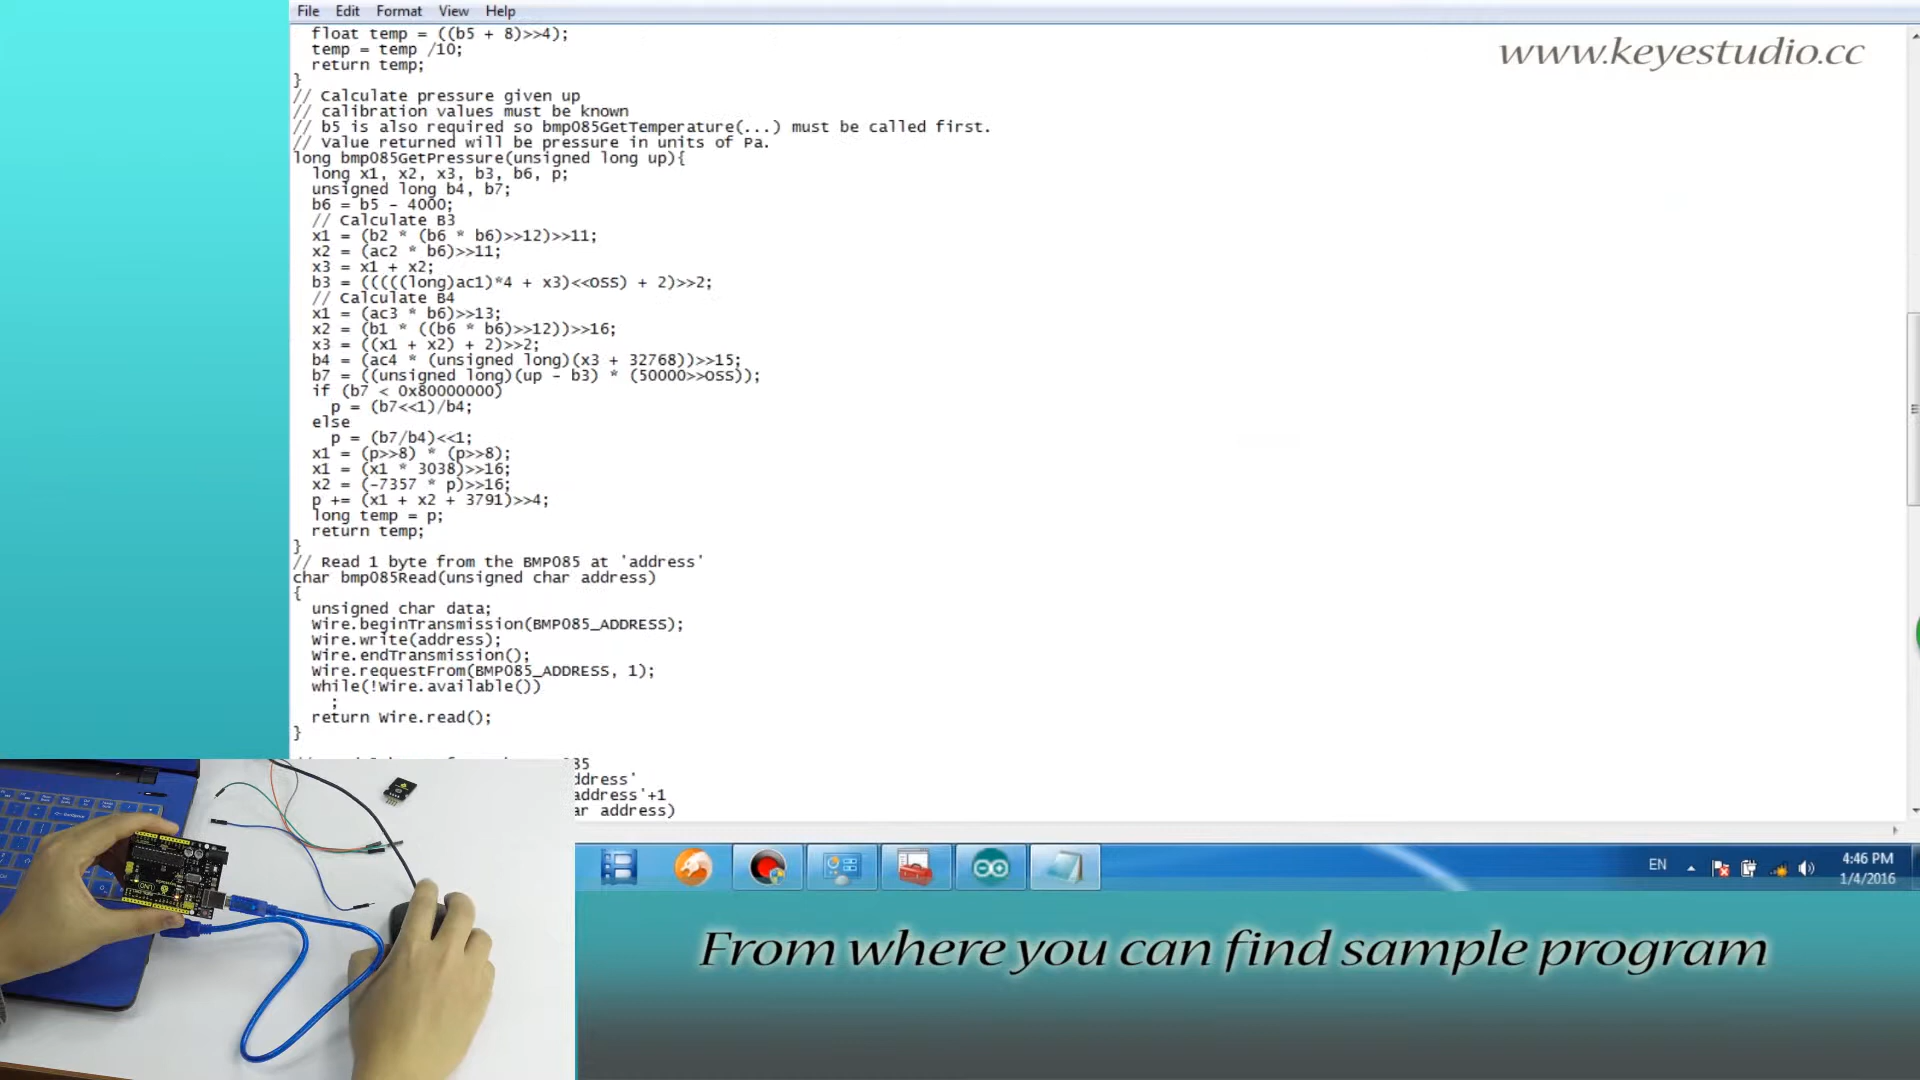 File Edit Format View Help
www.keyestudio.cc
float temp = ((b5 + 8)>>4);
temp = temp /10;
return temp;
}
// Calculate pressure given up
// calibration values must be known
// b5 is also required so bmp085GetTemperature(...) must be called first.
// Value returned will be pressure in units of Pa.
long bmp085GetPressure(unsigned long up){
long x1, x2, x3, b3, b6, p;
unsigned long b4, b7;
b6 = b5 - 4000;
// Calculate B3
x1 = (b2 * (b6 * b6)>>12)>>11;
x2 = (ac2 * b6)>>11;
x3 = x1 + x2;
b3 = (((((long)ac1)*4 + x3)<<OSS) + 2)>>2;
// Calculate B4
x1 = (ac3 * b6)>>13;
x2 = (b1 * ((b6 * b6)>>12))>>16;
x3 = ((x1 + x2) + 2)>>2;
b4 = (ac4 * (unsigned long)(x3 + 32768))>>15;
b7 = ((unsigned long)(up - b3) * (50000>>OSS));
if (b7 < 0x80000000)
p = (b7<<1)/b4;
else
p = (b7/b4)<<1;
x1 = (p>>8) * (p>>8);
x1 = (x1 * 3038)>>16;
x2 = (-7357 * p)>>16;
p += (x1 + x2 + 3791)>>4;
long temp = p;
return temp;
}
// Read 1 byte from the BMP085 at 'address'
char bmp085Read(unsigned char address)
{
unsigned char data;
Wire.beginTransmission(BMP085_ADDRESS);
Wire.write(address);
Wire.endTransmission();
Wire.requestFrom(BMP085_ADDRESS, 1);
while(!Wire.available())
;
return Wire.read();
}
85
ddress'
address'+1
ar address)
EN
4:46 PM
1/4/2016
From where you can find sample program